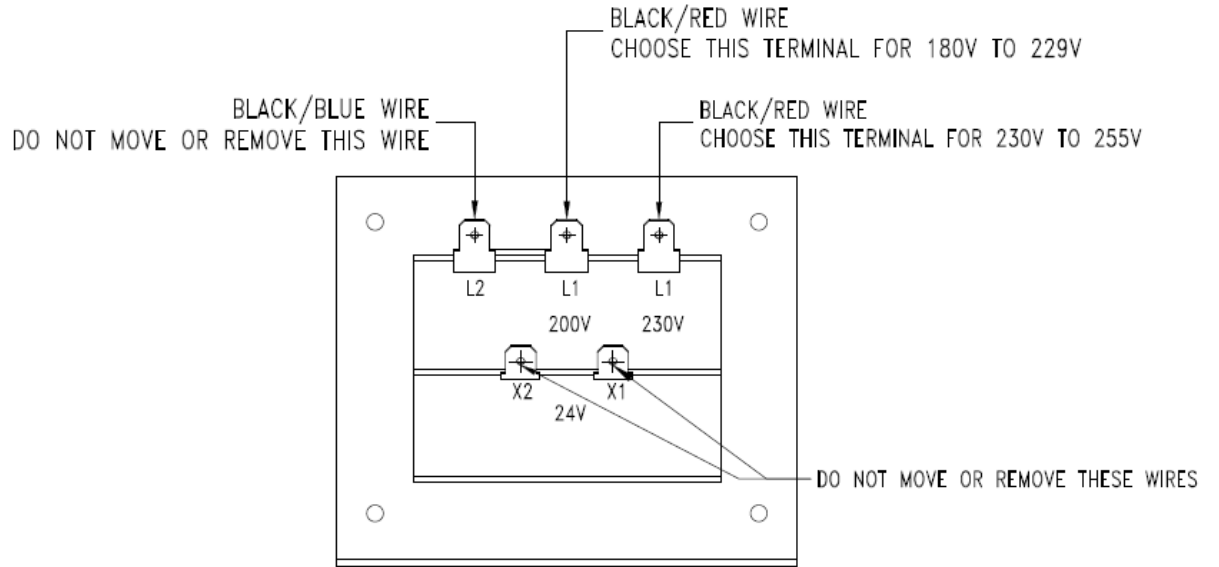 BLACK/RED WIRE
CHOOSE THIS TERMINAL FOR 180V TO 229V
BLACK/BLUE WIRE
DO NOT MOVE OR REMOVE THIS WIRE
BLACK/RED WIRE
CHOOSE THIS TERMINAL FOR 230V TO 255V
L2 L1 L1
200V 230V
X2 X1
24V
DO NOT MOVE OR REMOVE THESE WIRES